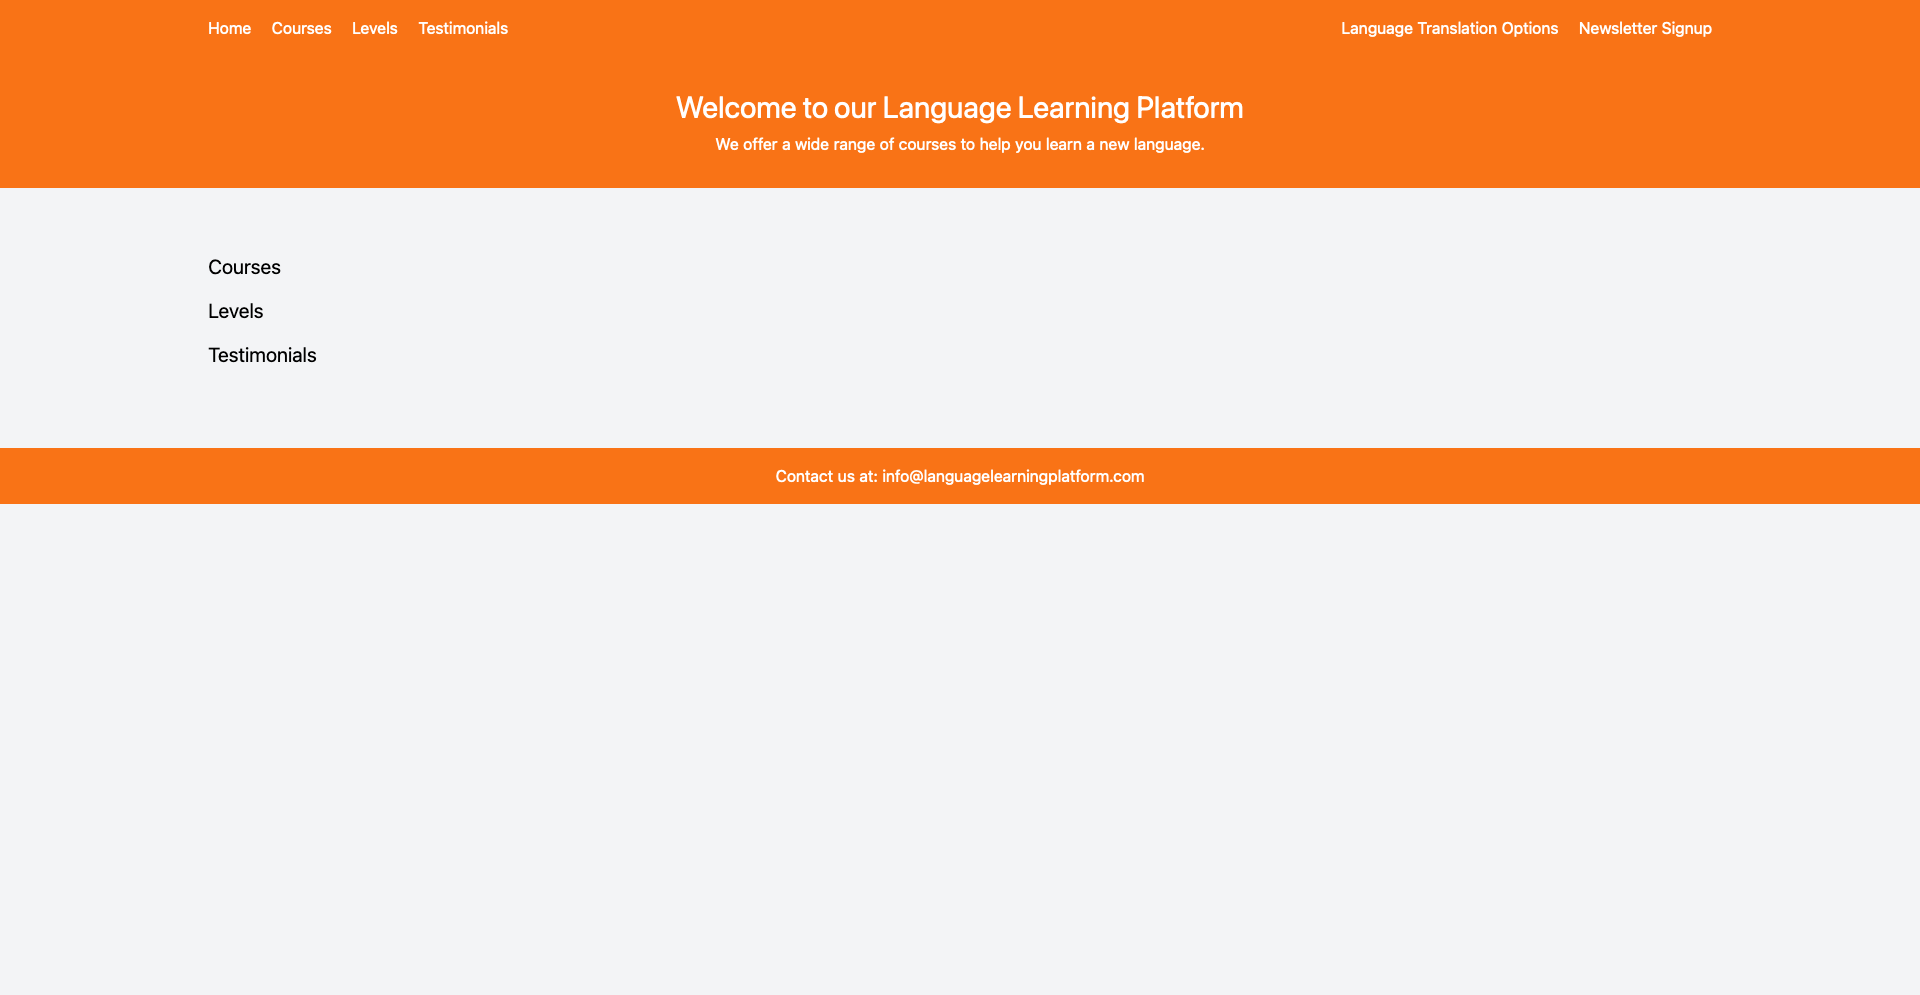 Home Courses Levels Testimonials Language Translation Options Newsletter Signup
Welcome to our Language Learning Platform
We offer a wide range of courses to help you learn a new language.
Courses
Levels
Testimonials
Contact us at: info@languagelearningplatform.com